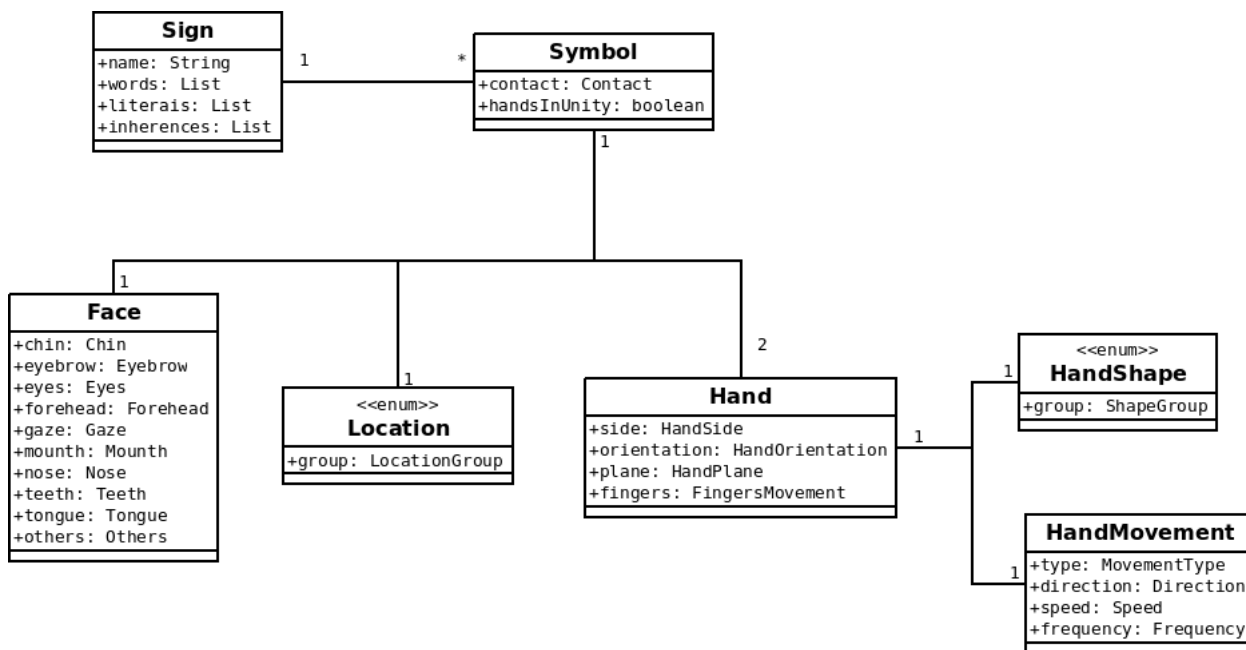 Sign
+name: String
+words: List
+literais: List
+inherences: List
1
*
Symbol
+contact: Contact
+handsInUnity: boolean
1
1
Face
+chin: Chin
+eyebrow: Eyebrow
+eyes: Eyes
+forehead: Forehead
+gaze: Gaze
+mounth: Mounth
+nose: Nose
+teeth: Teeth
+tongue: Tongue
+others: Others
1
<<enum>>
Location
+group: LocationGroup
2
Hand
+side: HandSide
+orientation: HandOrientation
+plane: HandPlane
+fingers: FingersMovement
1
1
<<enum>>
HandShape
+group: ShapeGroup
1
HandMovement
+type: MovementType
+direction: Direction
+speed: Speed
+frequency: Frequency